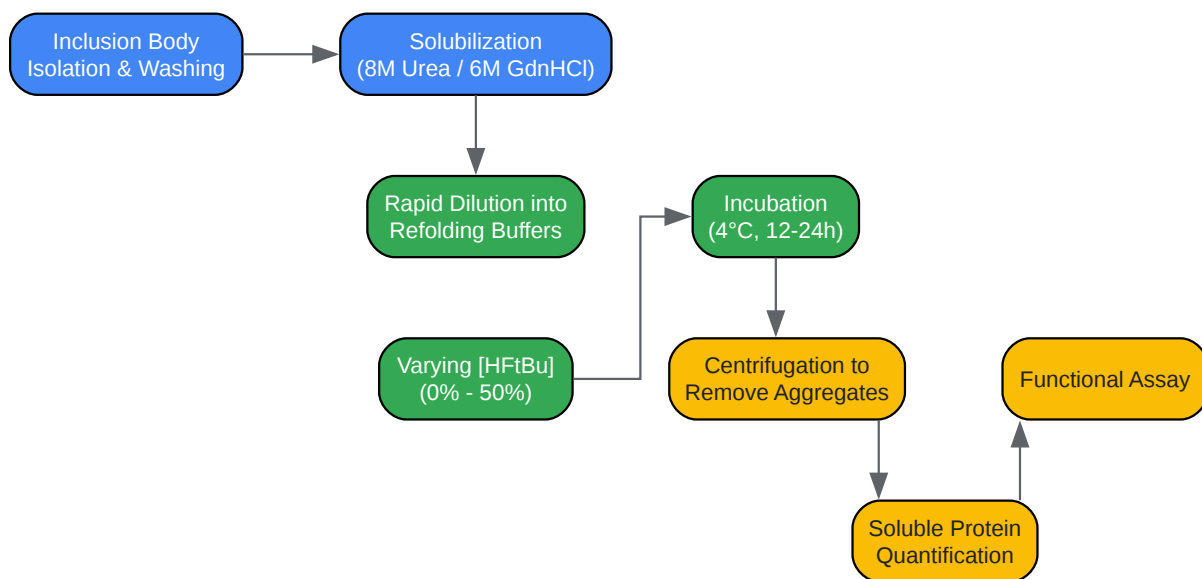 Inclusion Body
Isolation & Washing
Solubilization
(8M Urea / 6M GdnHCl)
Rapid Dilution into
Refolding Buffers
Incubation
(4°C, 12-24h)
Varying [HFtBu]
(0% - 50%)
Centrifugation to
Remove Aggregates
Functional Assay
Soluble Protein
Quantification